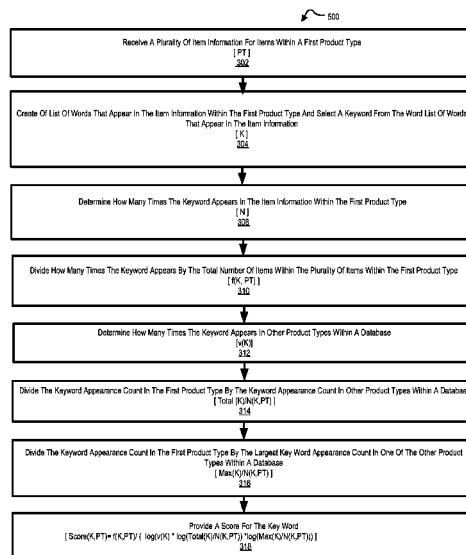 500
Receive A Plurality Of Item Information For Items Within A First Product Type
[ PT ]
302
Create Of List Of Words That Appear In The Item Information Within The First Product Type And Select A Keyword From The Word List Of Words
That Appear In The Item Information
[ K ]
304
Determine How Many Times The Keyword Appears In The Item Information Within The First Product Type
[ N ]
308
Divide How Many Times The Keyword Appears By The Total Number Of Items Within The Plurality Of Items Within The First Product Type
[ f(K, PT) ]
310
Determine How Many Times The Keyword Appears In Other Product Types Within A Database
[v(K)]
312
Divide The Keyword Appearance Count In The First Product Type By The Keyword Appearance Count In Other Product Types Within A Databas
[ Total (K)/N(K,PT) ]
314
Divide The Keyword Appearance Count In The First Product Type By The Largest Key Word Appearance Count In One Of The Other Product
Types Within A Database
[ Max(K)/N(K,PT) ]
316
Provide A Score For The Key Word
[ Score(K,PT)= f(K,PT)/ ( log(v(K) * log(Total(K)/N(K,PT)) *log(Max(K)/N(K,PT))) ]
318